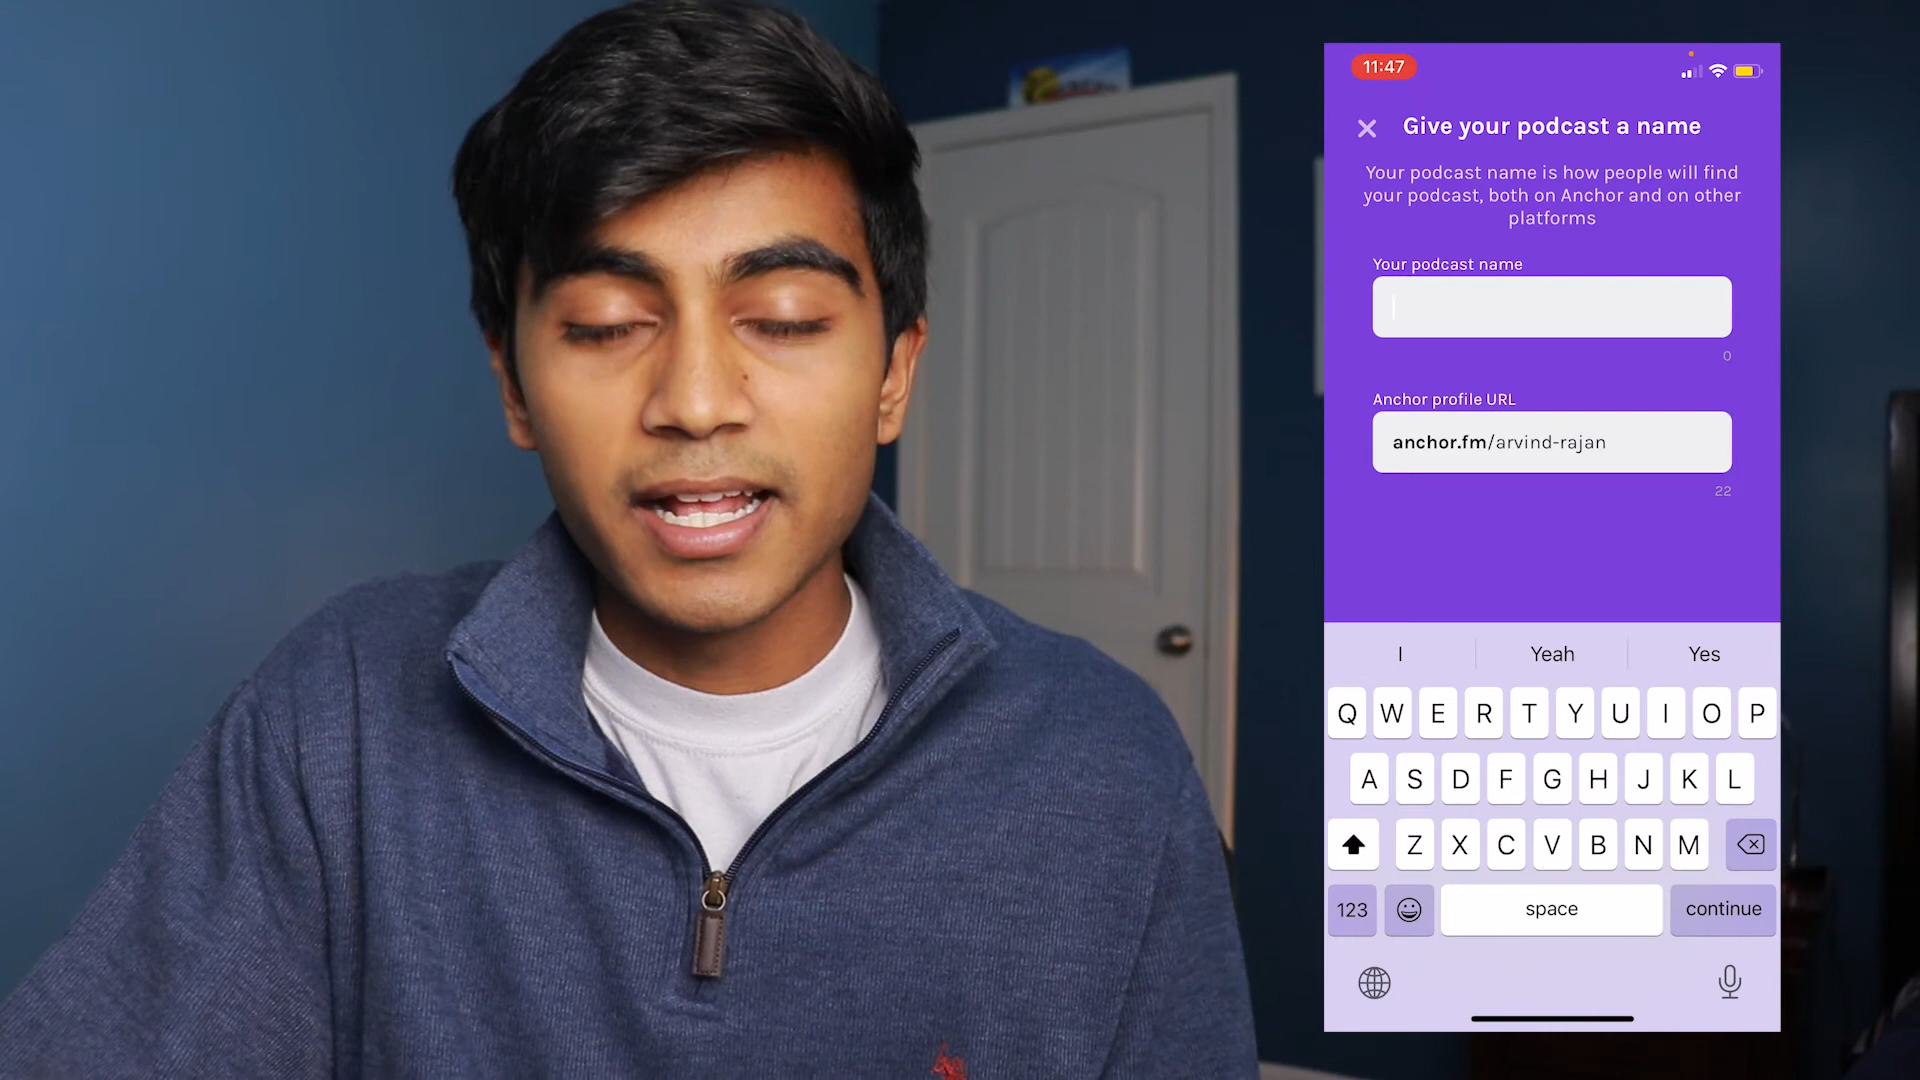 11:47
Give your podcast a name
Your podcast name is how people will find
your podcast, both on Anchor and on other
platforms
Your podcast name
0
Anchor profile URL
anchor.fm/arvind-rajan
22
I Yeah Yes
Q W E R T Y U I O P
A S D F G H J K L
Z X C V B N M
123 space continue